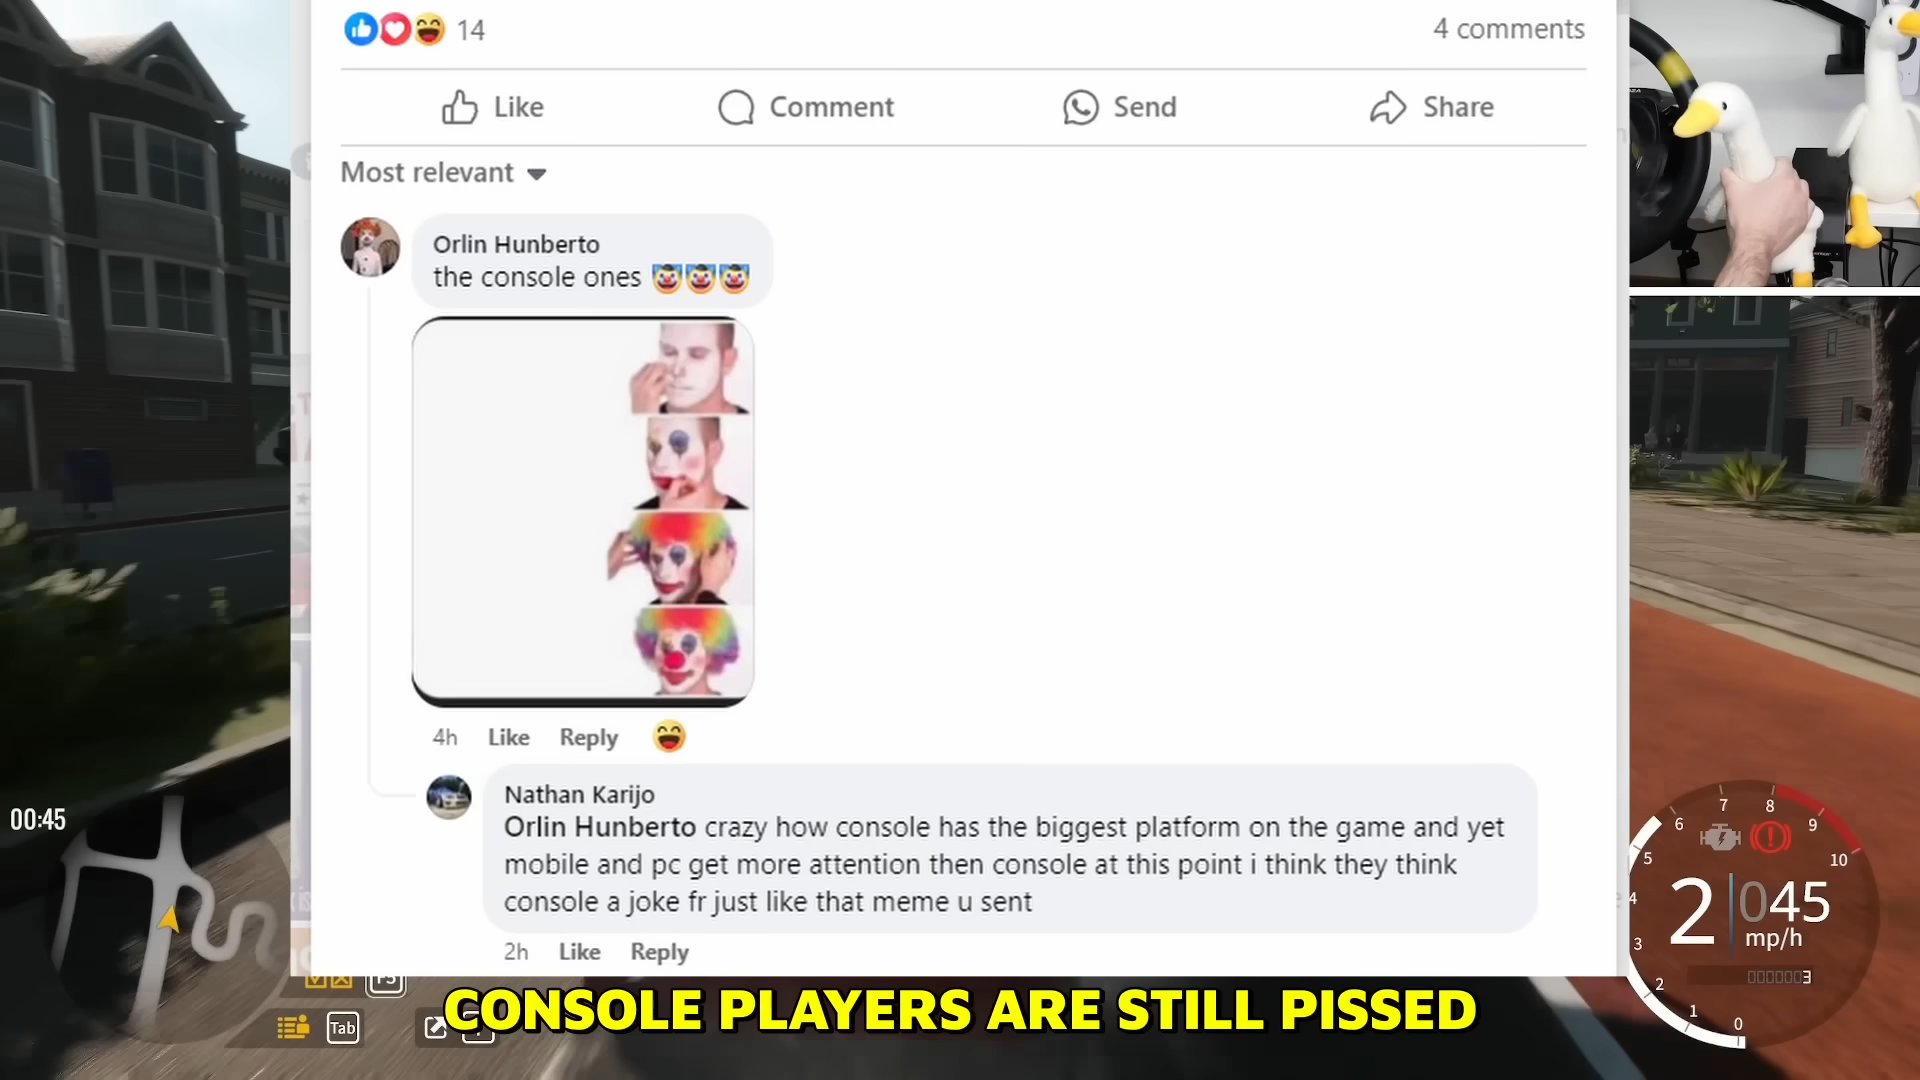 14
4 comments
Like
Comment
Send
Share
Most relevant
Orlin Hunberto
the console ones 🤡🤡🤡
4h Like Reply
Nathan Karijo
Orlin Hunberto crazy how console has the biggest platform on the game and yet
mobile and pc get more attention then console at this point i think they think
console a joke fr just like that meme u sent
2h Like Reply
00:45
F5
Tab
CONSOLE PLAYERS ARE STILL PISSED
0
1
2
3
4
5
6
7
8
9
10
2
045
mp/h
0000003